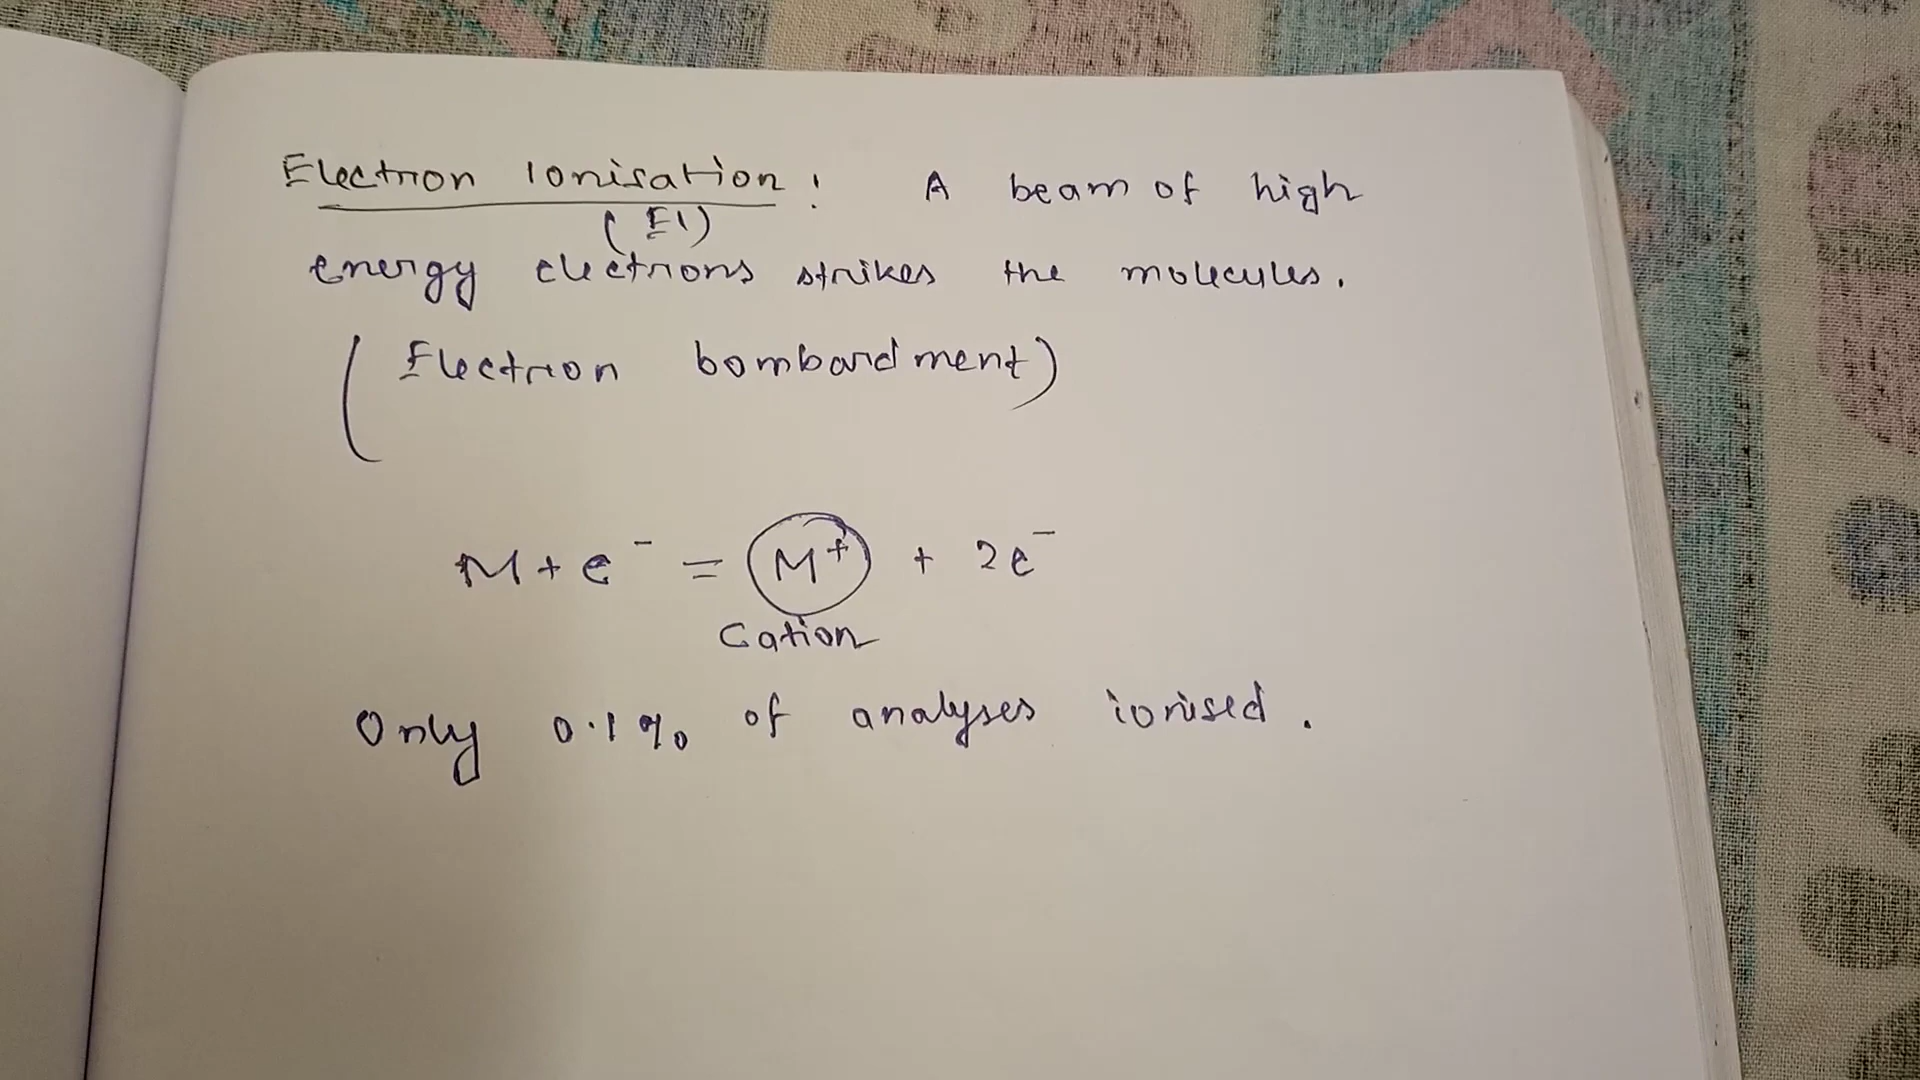 Electron Ionisation : A beam of high
(EI)
energy electrons strikes the molecules.
(Electron bombardment)
M + e⁻ = M⁺ + 2e⁻
Cation
Only 0.1% of analyses ionised.